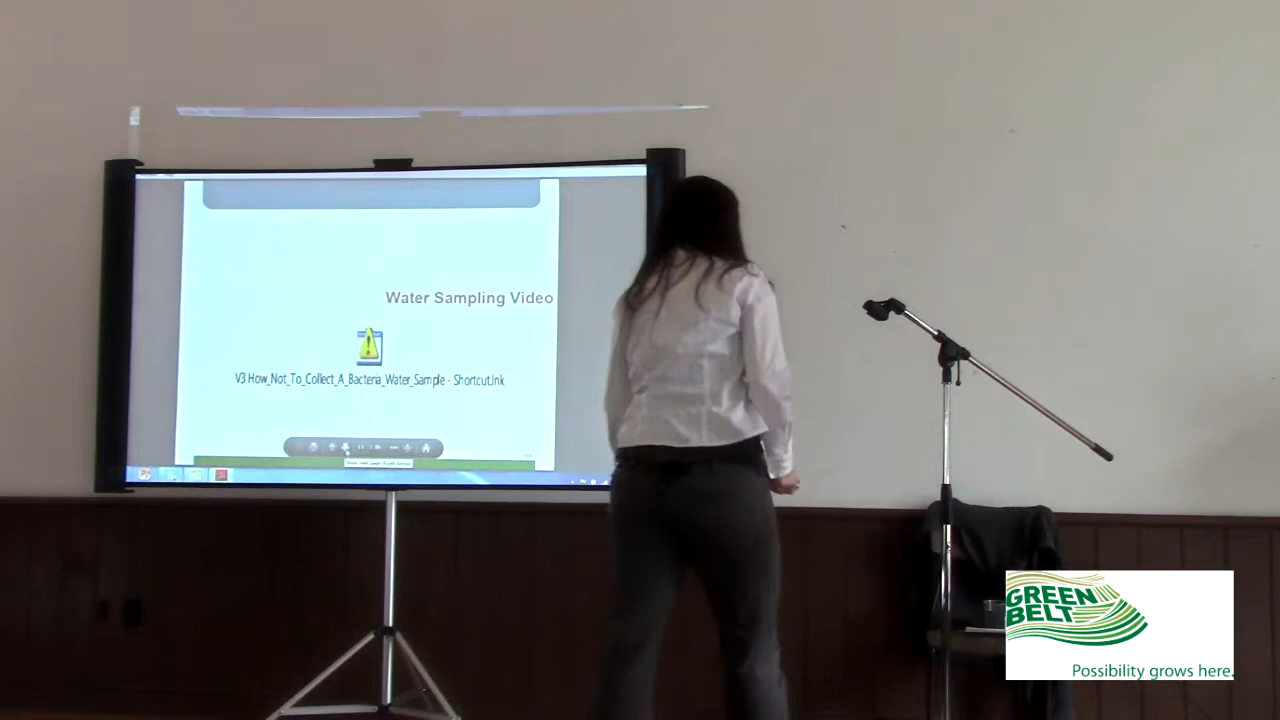 Water Sampling Video
V3 How_Not_To_Collect_A_Bacteria_Water_Sample - Shortcut.lnk
GREEN
BELT
Possibility grows here.